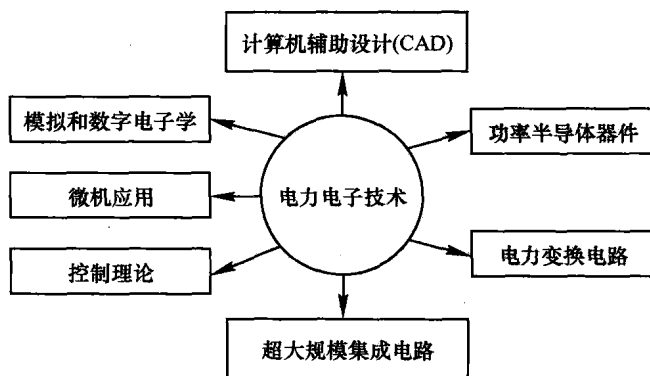 计算机辅助设计(CAD)
模拟和数字电子学
功率半导体器件
微机应用
电力电子技术
控制理论
电力变换电路
超大规模集成电路